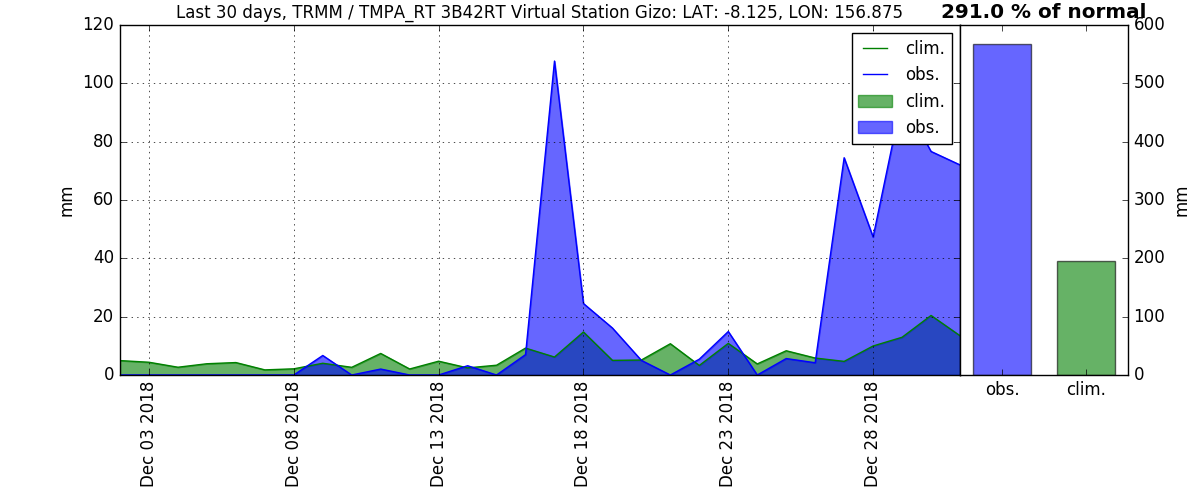 Last 30 days, TRMM / TMPA_RT 3B42RT Virtual Station Gizo: LAT: -8.125, LON: 156.875
291.0 % of normal
120
100
80
60
40
20
0
mm
clim.
obs.
clim.
obs.
600
500
400
300
200
100
0
mm
Dec 03 2018
Dec 08 2018
Dec 13 2018
Dec 18 2018
Dec 23 2018
Dec 28 2018
obs.
clim.